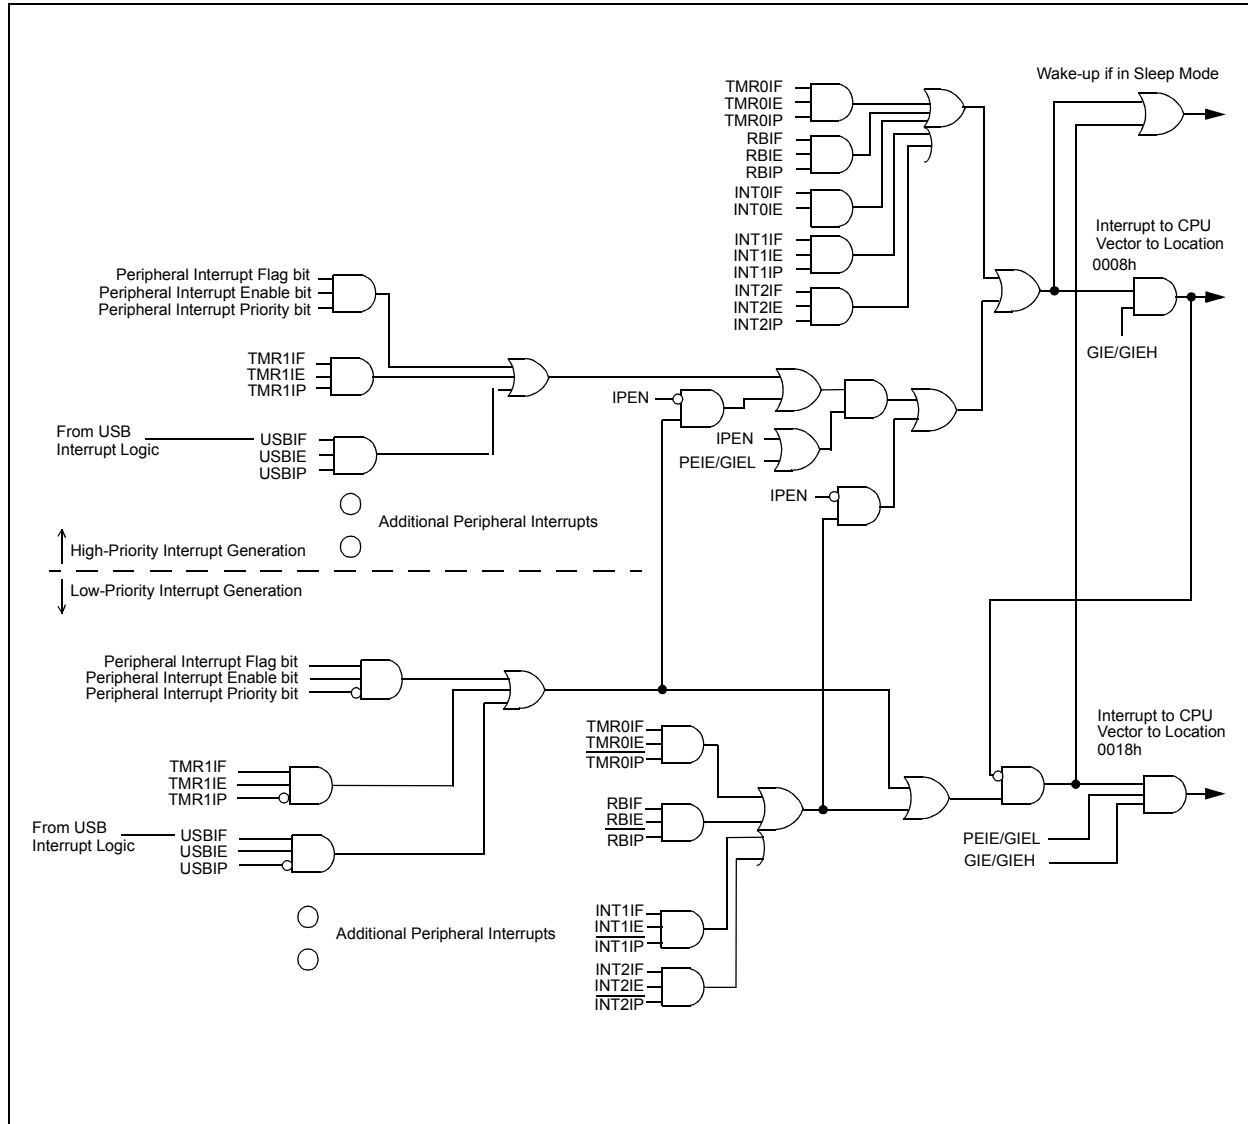 Wake-up if in Sleep Mode
TMR0IF
TMR0IE
TMR0IP
RBIF
RBIE
RBIP
INT0IF
INT0IE
INT1IF
INT1IE
INT1IP
INT2IF
INT2IE
INT2IP
Interrupt to CPU
Vector to Location
0008h
GIE/GIEH
Peripheral Interrupt Flag bit
Peripheral Interrupt Enable bit
Peripheral Interrupt Priority bit
TMR1IF
TMR1IE
TMR1IP
From USB
Interrupt Logic
USBIF
USBIE
USBIP
IPEN
IPEN
PEIE/GIEL
IPEN
Additional Peripheral Interrupts
High-Priority Interrupt Generation
Low-Priority Interrupt Generation
Peripheral Interrupt Flag bit
Peripheral Interrupt Enable bit
Peripheral Interrupt Priority bit
TMR1IF
TMR1IE
TMR1IP
From USB
Interrupt Logic
USBIF
USBIE
USBIP
Additional Peripheral Interrupts
TMR0IF
TMR0IE
TMR0IP
RBIF
RBIE
RBIP
INT1IF
INT1IE
INT1IP
INT2IF
INT2IE
INT2IP
Interrupt to CPU
Vector to Location
0018h
PEIE/GIEL
GIE/GIEH